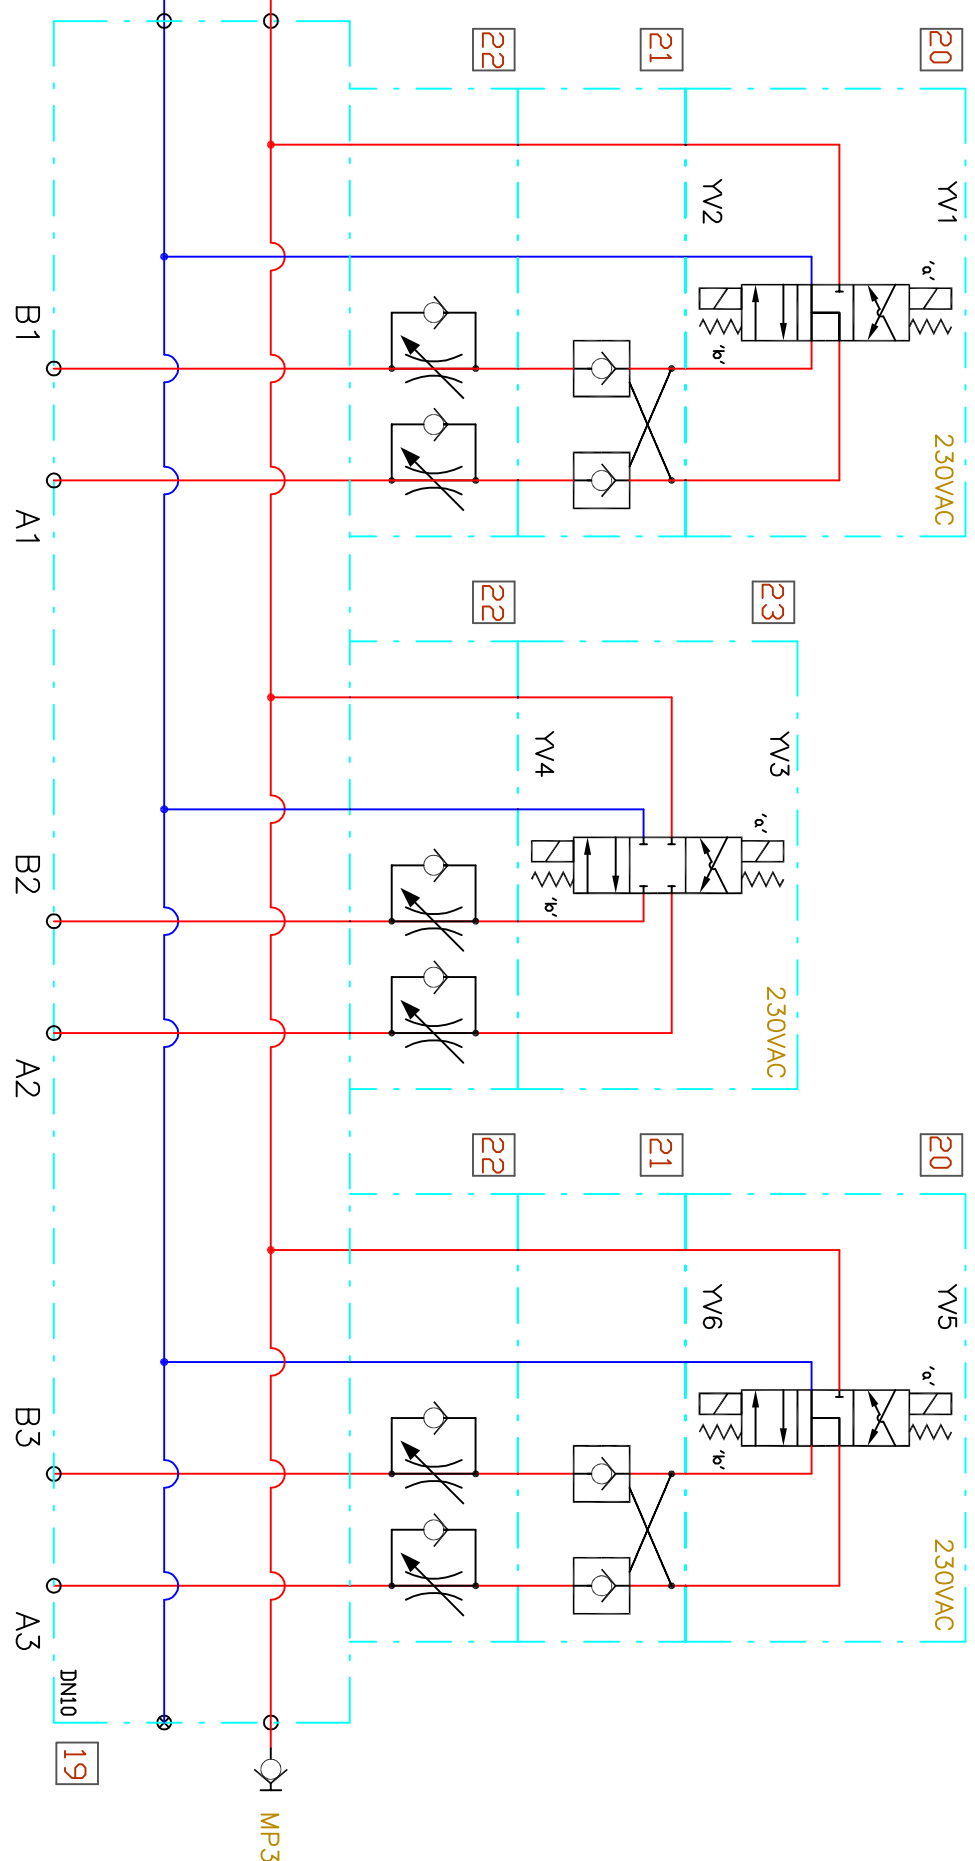 22
21
20
YV2
YV1
'a'
'b'
230VAC
B1
A1
22
23
YV4
YV3
'a'
'b'
230VAC
B2
A2
22
21
20
YV6
YV5
'a'
'b'
230VAC
B3
A3
DN10
19
MP3